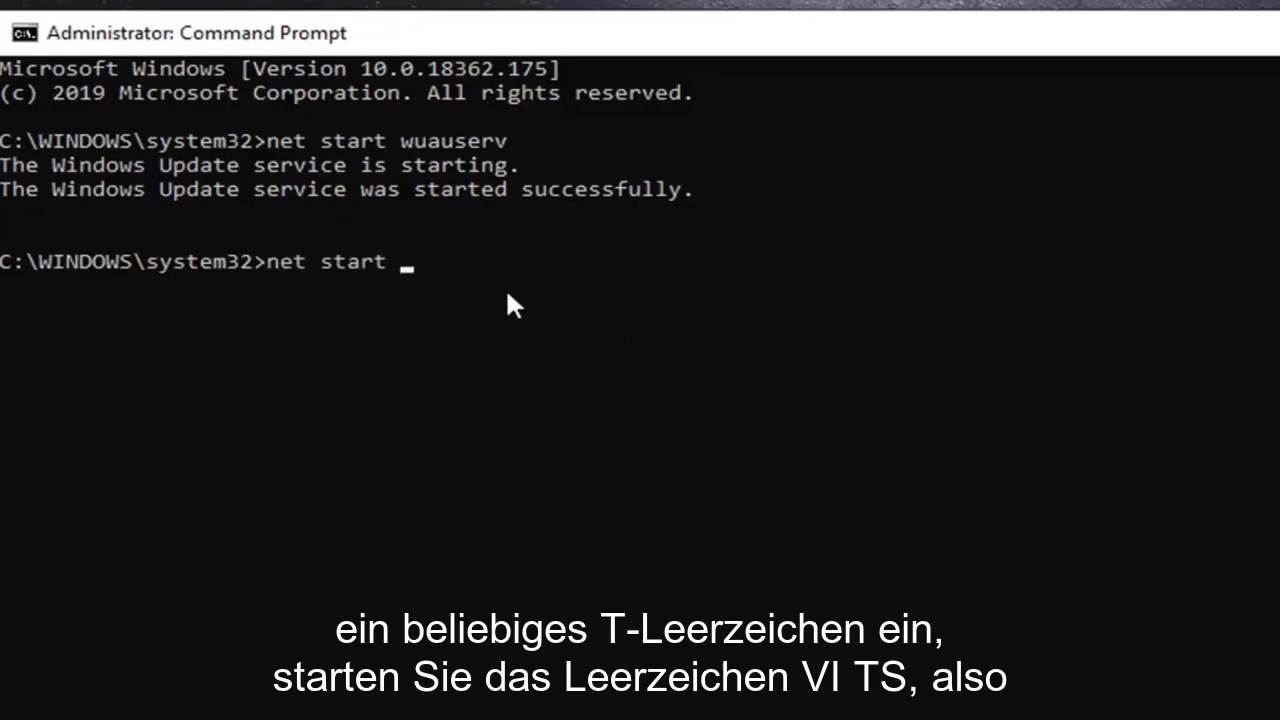 Administrator: Command Prompt
Microsoft Windows [Version 10.0.18362.175]
(c) 2019 Microsoft Corporation. All rights reserved.
C:\WINDOWS\system32>net start wuauserv
The Windows Update service is starting.
The Windows Update service was started successfully.
C:\WINDOWS\system32>net start _
ein beliebiges T-Leerzeichen ein,
starten Sie das Leerzeichen VI TS, also